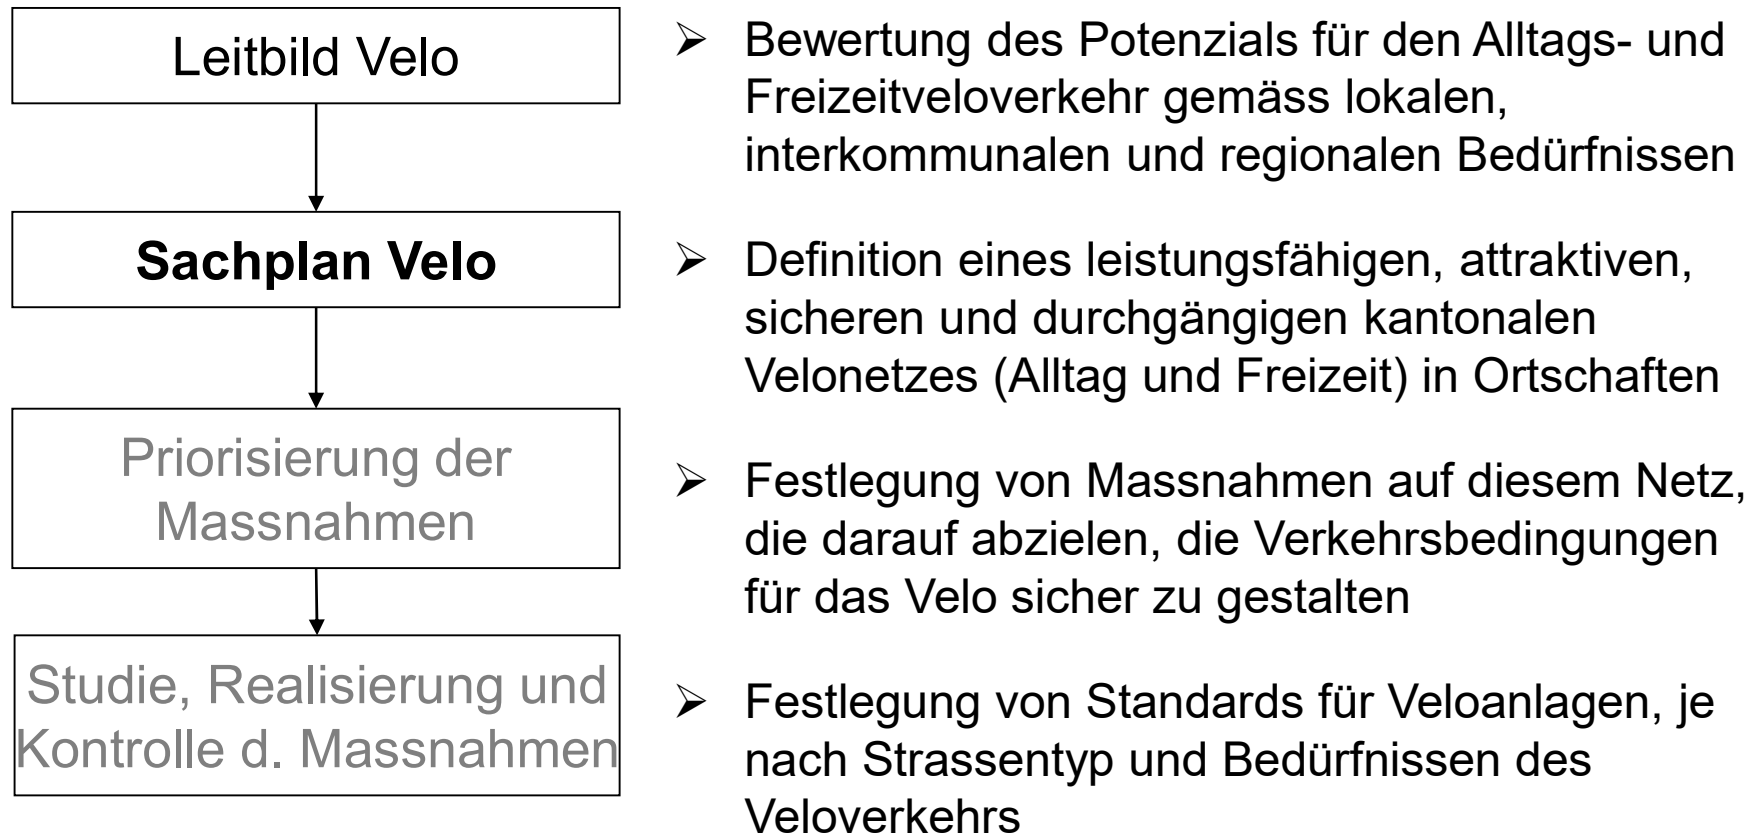 Leitbild Velo
Sachplan Velo
Priorisierung der
Massnahmen
Studie, Realisierung und
Kontrolle d. Massnahmen
➢ Bewertung des Potenzials für den Alltags- und
Freizeitveloverkehr gemäss lokalen,
interkommunalen und regionalen Bedürfnissen
➢ Definition eines leistungsfähigen, attraktiven,
sicheren und durchgängigen kantonalen
Velonetzes (Alltag und Freizeit) in Ortschaften
➢ Festlegung von Massnahmen auf diesem Netz,
die darauf abzielen, die Verkehrsbedingungen
für das Velo sicher zu gestalten
➢ Festlegung von Standards für Veloanlagen, je
nach Strassentyp und Bedürfnissen des
Veloverkehrs